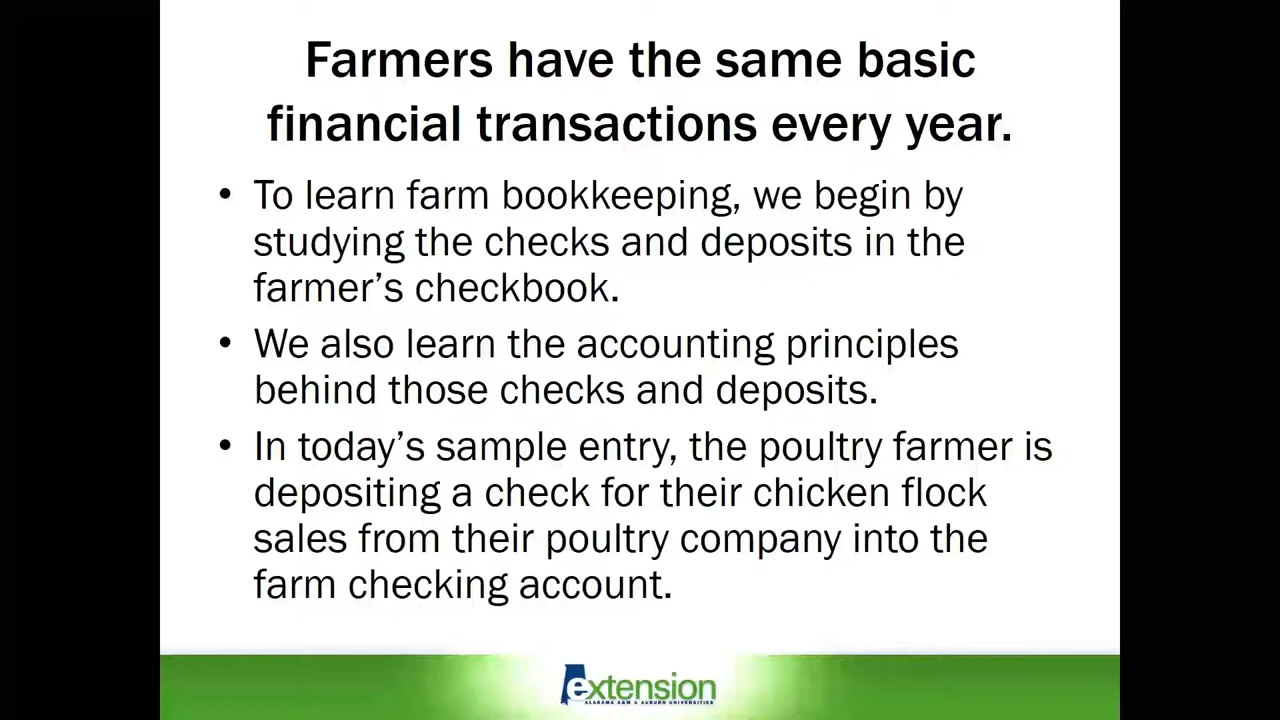 Farmers have the same basic
financial transactions every year.
• To learn farm bookkeeping, we begin by
studying the checks and deposits in the
farmer’s checkbook.
• We also learn the accounting principles
behind those checks and deposits.
• In today’s sample entry, the poultry farmer is
depositing a check for their chicken flock
sales from their poultry company into the
farm checking account.
extension
ALABAMA A&M & AUBURN UNIVERSITIES